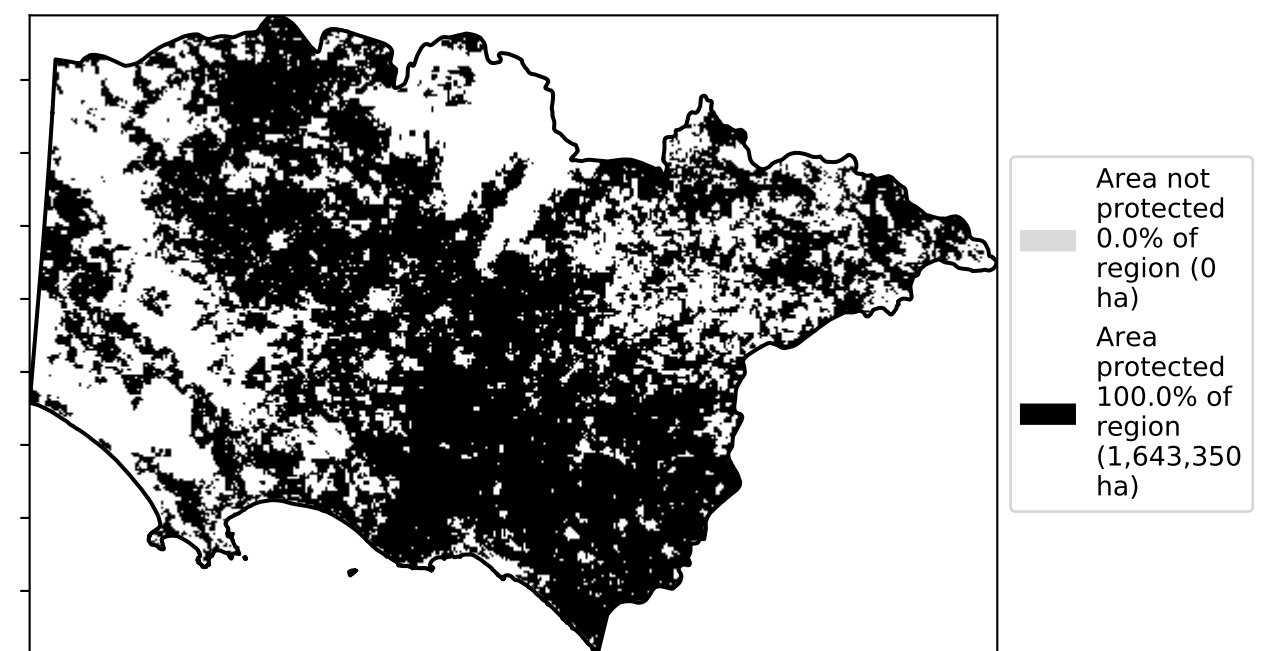 Area not
protected
0.0% of
region (0
ha)
Area
protected
100.0% of
region
(1,643,350
ha)